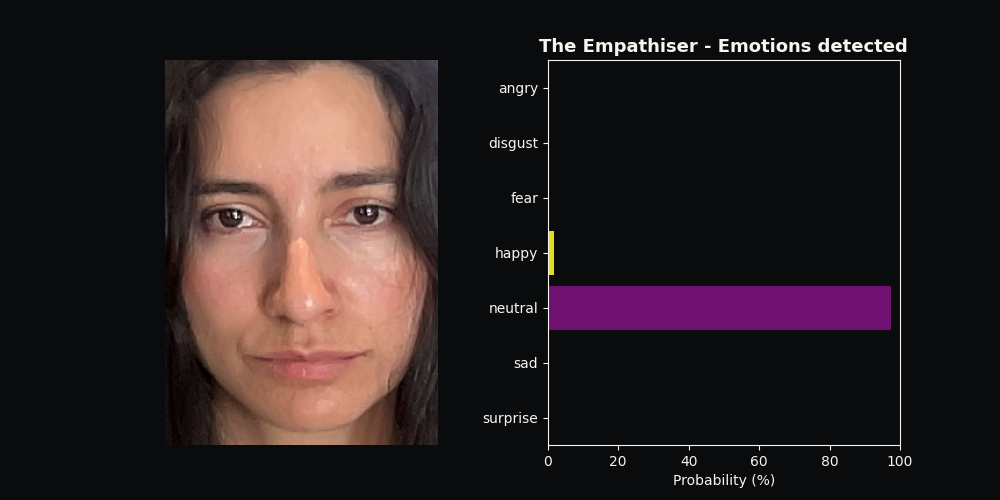 The Empathiser - Emotions detected
angry
disgust
fear
happy
neutral
sad
surprise
0 20 40 60 80 100
Probability (%)